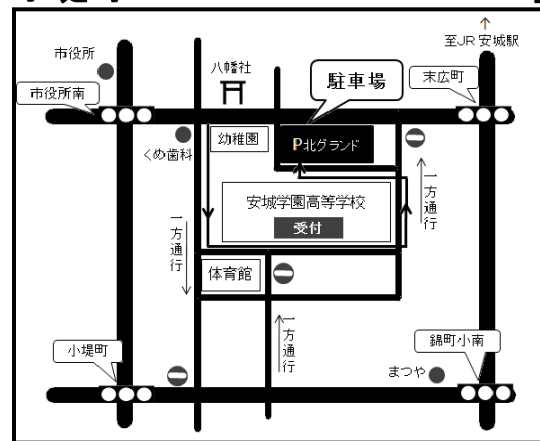 ↑
至JR 安城駅
市役所
八幡社
駐車場
末広町
市役所南
幼稚園
P北グランド
くめ歯科
安城学園高等学校
受付
一方通行
一方通行
体育館
一方通行
小堤町
錦町小南
まつや